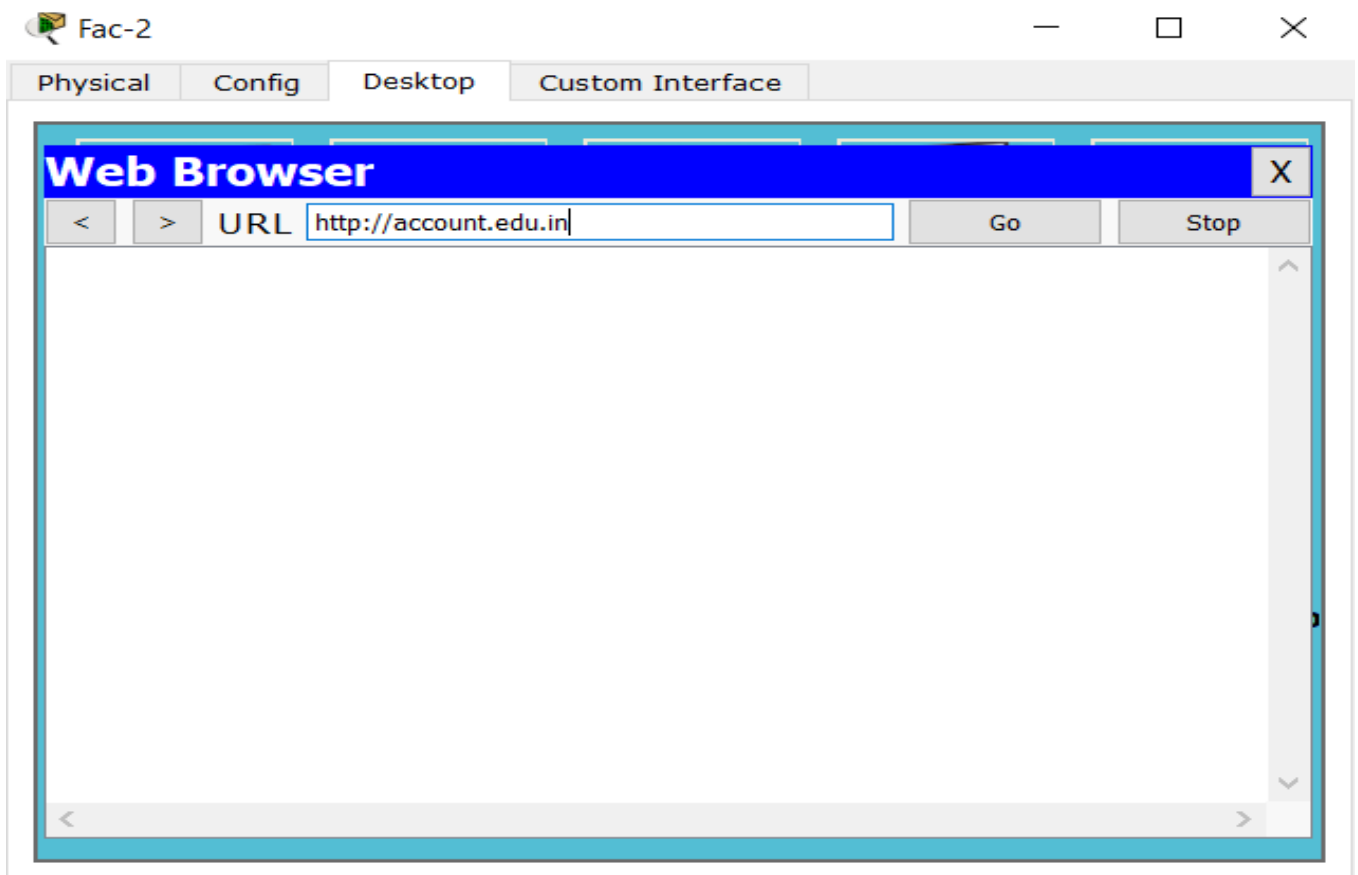 Fac-2
Physical Config Desktop Custom Interface
Web Browser X
< > URL http://account.edu.in Go Stop